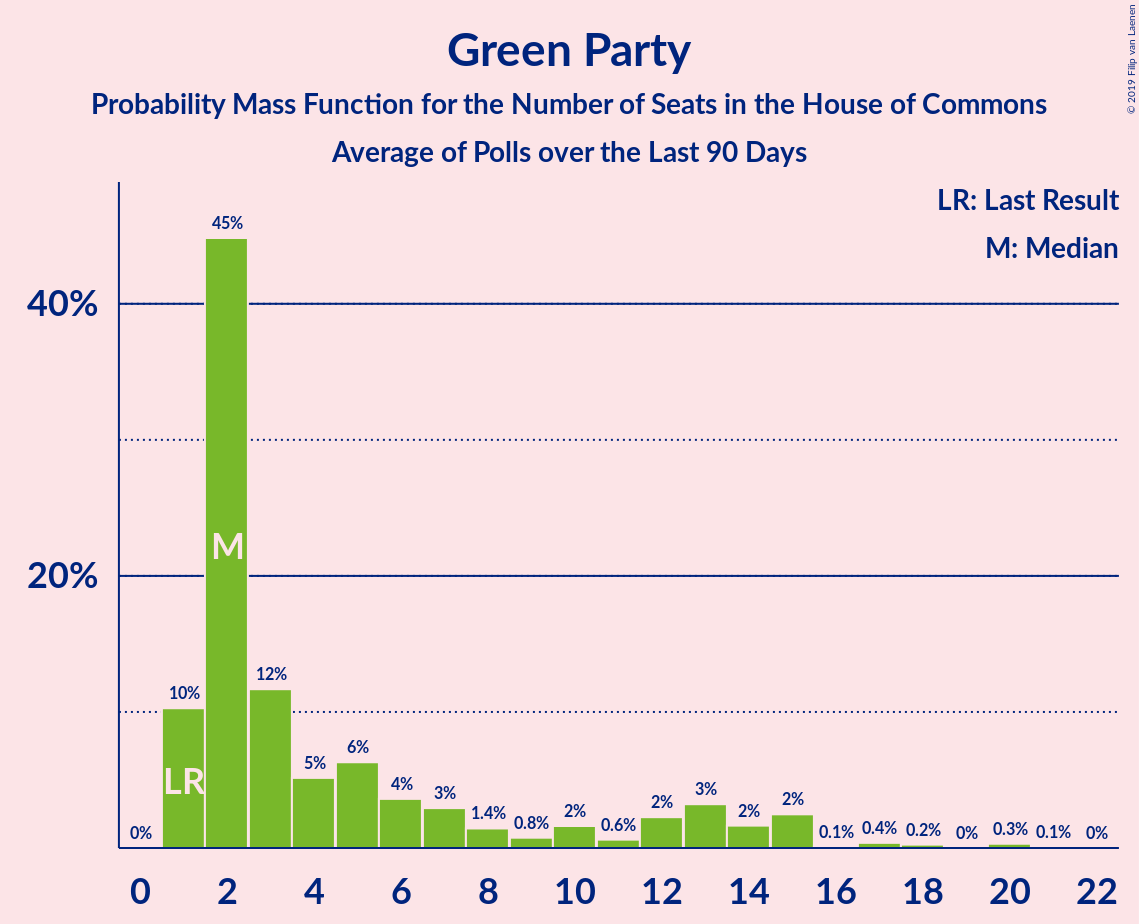 Green Party
Probability Mass Function for the Number of Seats in the House of Commons
Average of Polls over the Last 90 Days
© 2019 Filip van Laenen
LR: Last Result
M: Median
40%
20%
0%
10%
45%
12%
5%
6%
4%
3%
1.4%
0.8%
2%
0.6%
2%
3%
2%
2%
0.1%
0.4%
0.2%
0%
0.3%
0.1%
0%
LR
M
0 2 4 6 8 10 12 14 16 18 20 22